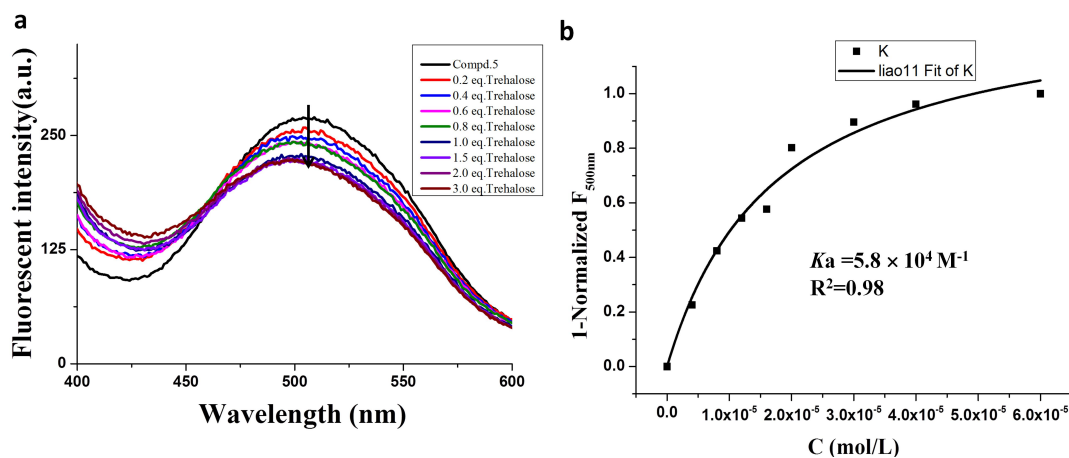 a
Fluorescent intensity(a.u.)
250
125
0
400
450
500
550
600
Wavelength (nm)
Compd.5
0.2 eq.Trehalose
0.4 eq.Trehalose
0.6 eq.Trehalose
0.8 eq.Trehalose
1.0 eq.Trehalose
1.5 eq.Trehalose
2.0 eq.Trehalose
3.0 eq.Trehalose
b
K
liao11 Fit of K
1-Normalized F500nm
1.0
0.8
0.6
0.4
0.2
0.0
Ka =5.8 × 10⁴ M⁻¹
R²=0.98
0.0
1.0x10⁻⁵
2.0x10⁻⁵
3.0x10⁻⁵
4.0x10⁻⁵
5.0x10⁻⁵
6.0x10⁻⁵
C (mol/L)